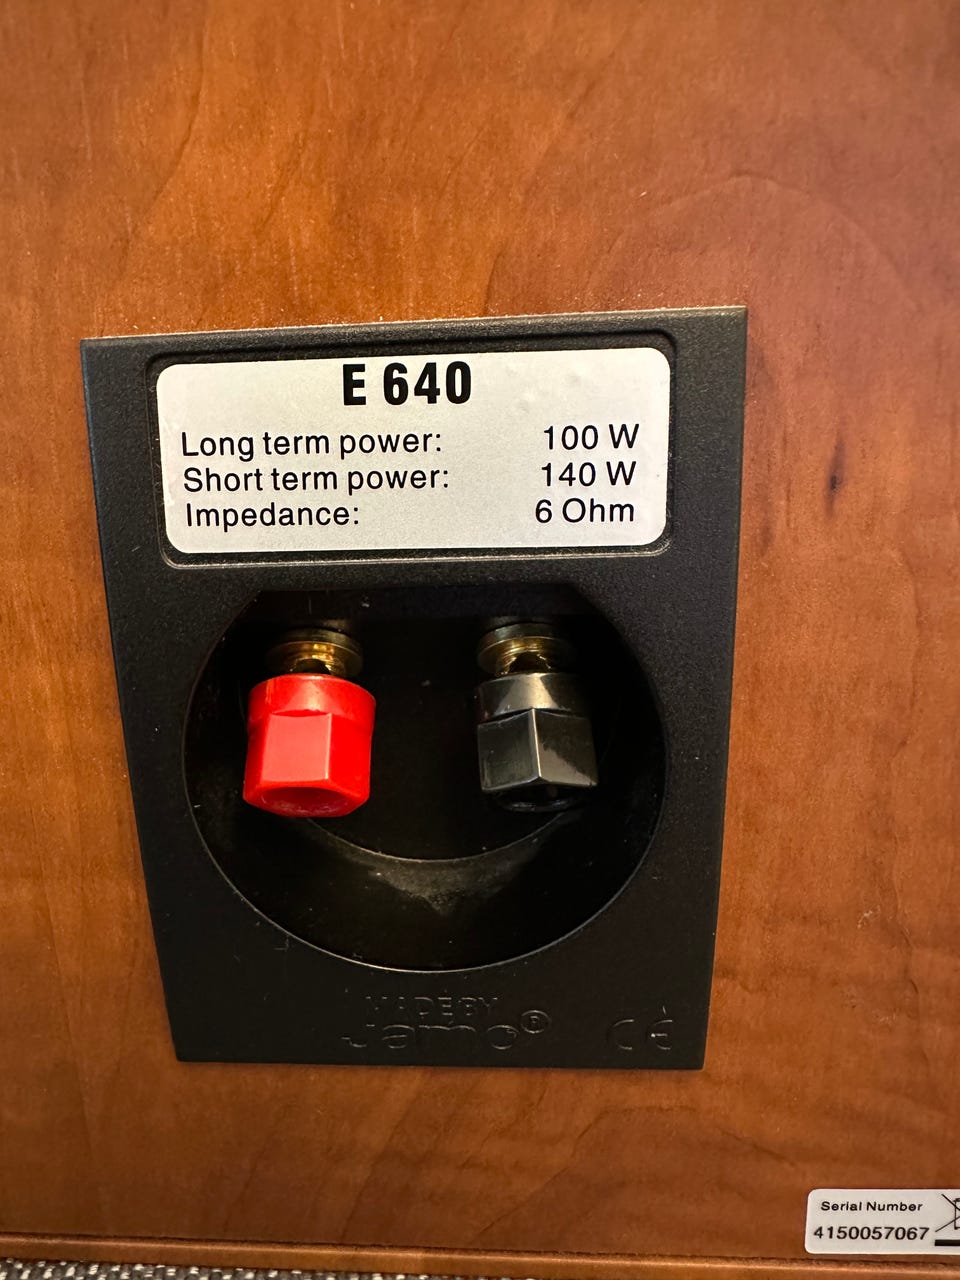 E 640
Long term power: 100 W
Short term power: 140 W
Impedance: 6 Ohm
MADE BY
Jamo®
CE
Serial Number
4150057067